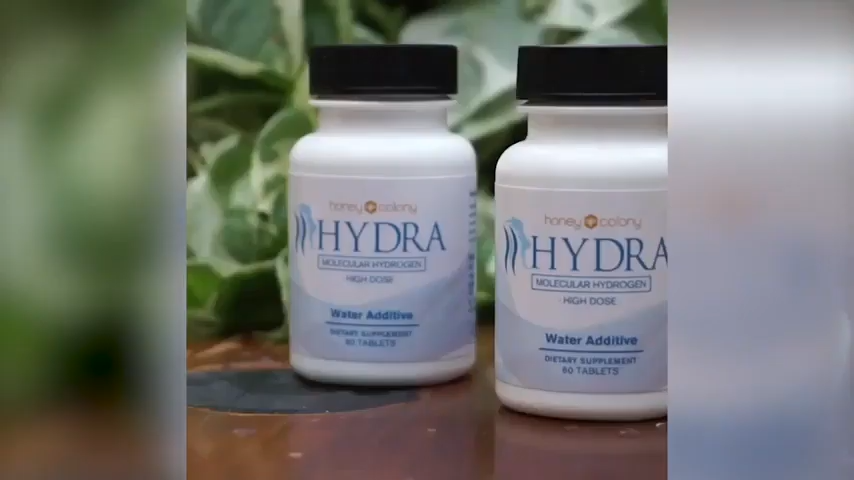 honey colony
HYDRA
MOLECULAR HYDROGEN
HIGH DOSE
Water Additive
DIETARY SUPPLEMENT
60 TABLETS
honey colony
HYDRA
MOLECULAR HYDROGEN
HIGH DOSE
Water Additive
DIETARY SUPPLEMENT
60 TABLETS